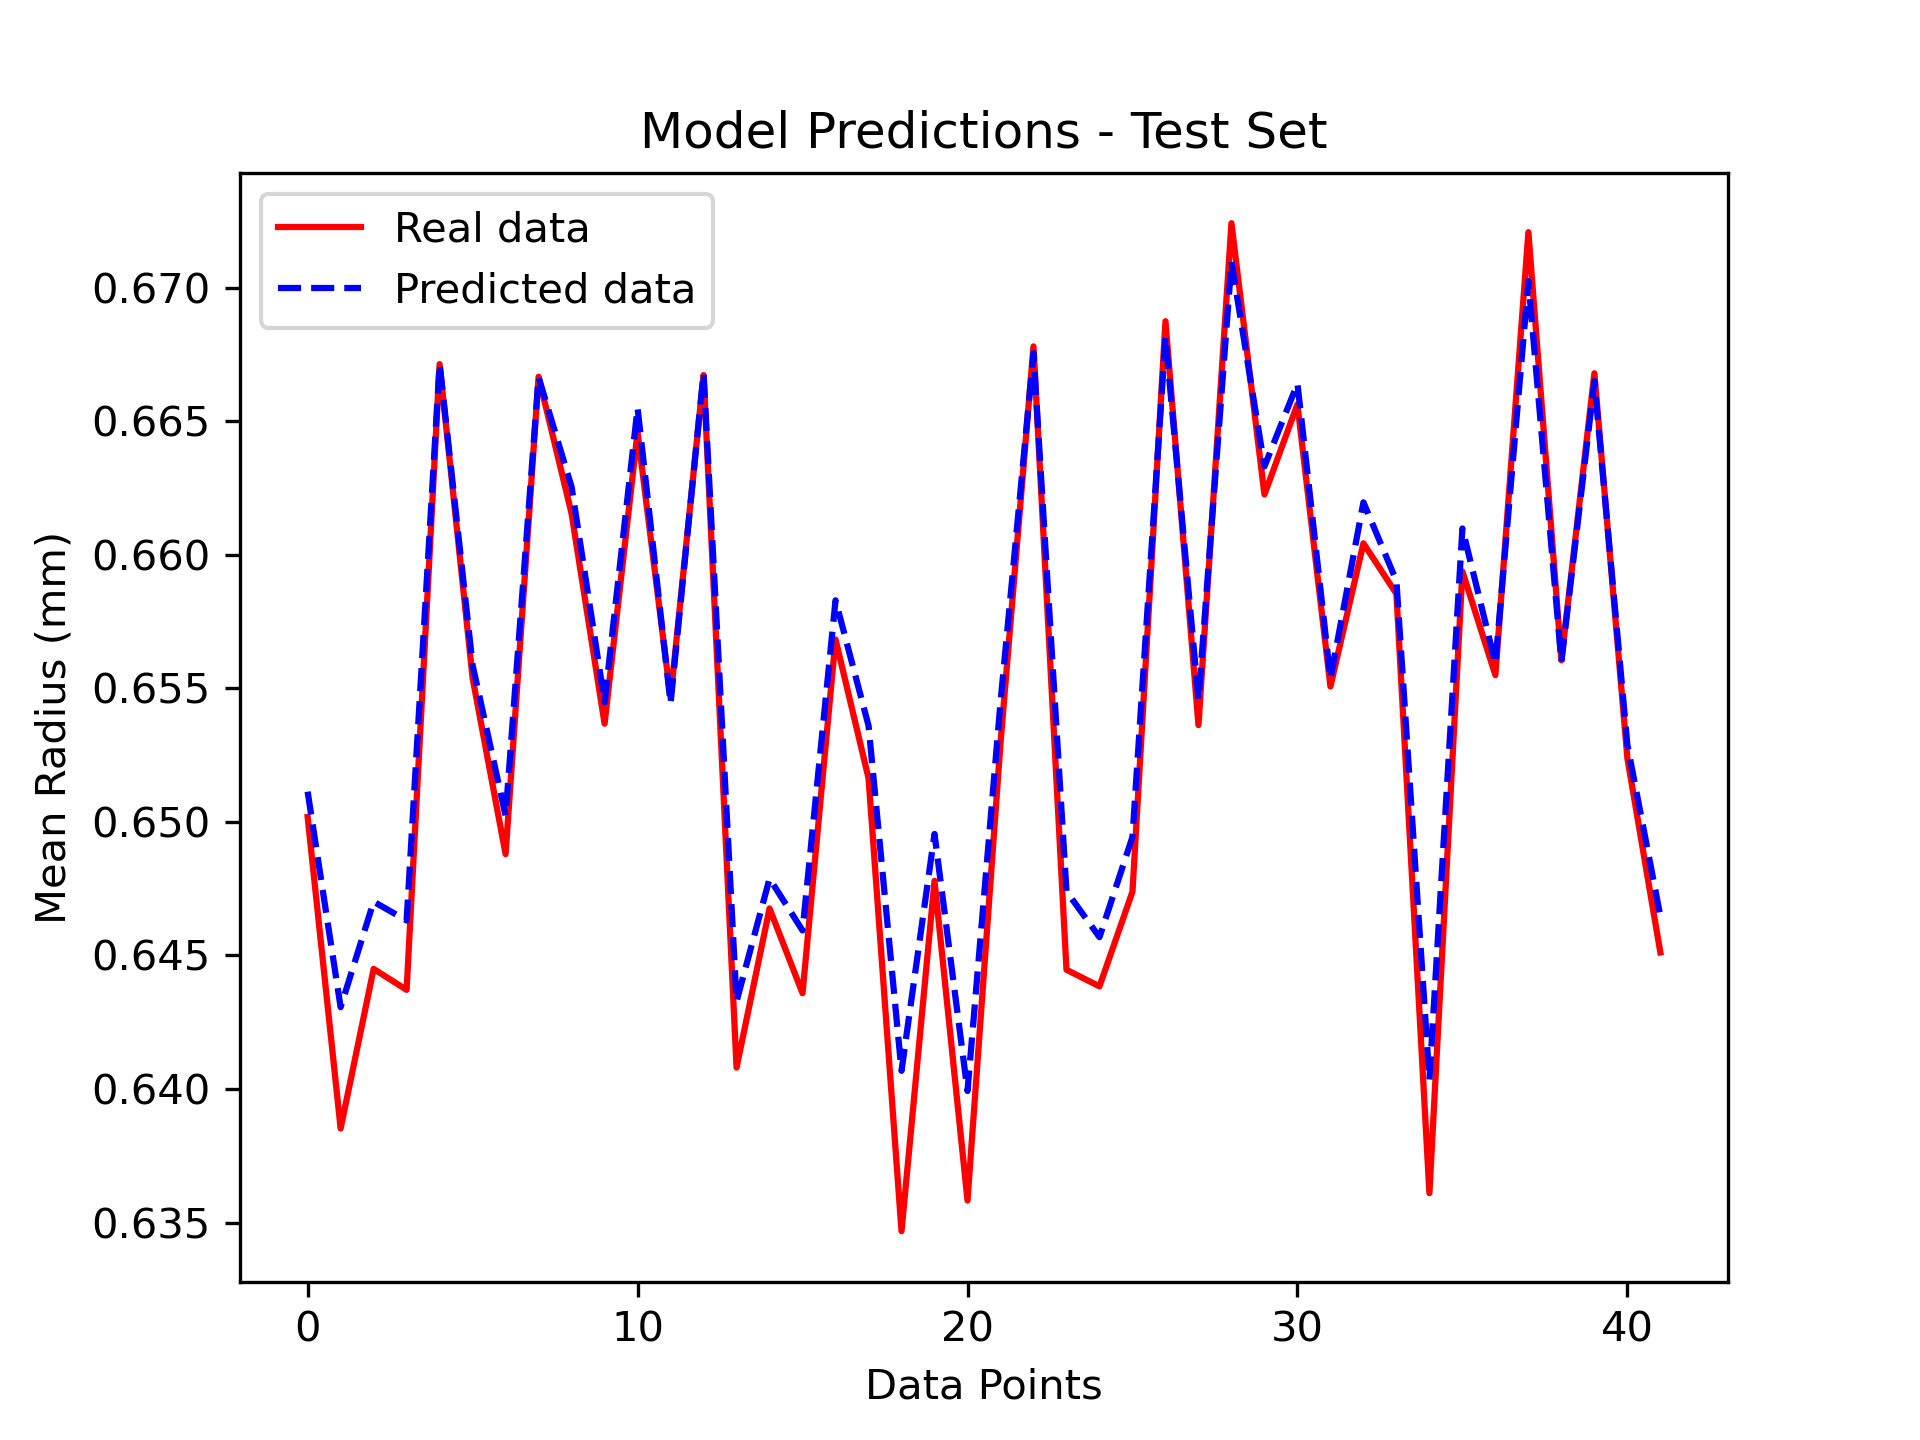 Model Predictions - Test Set
Real data
Predicted data
0.670
0.665
0.660
0.655
0.650
0.645
0.640
0.635
Mean Radius (mm)
0 10 20 30 40
Data Points